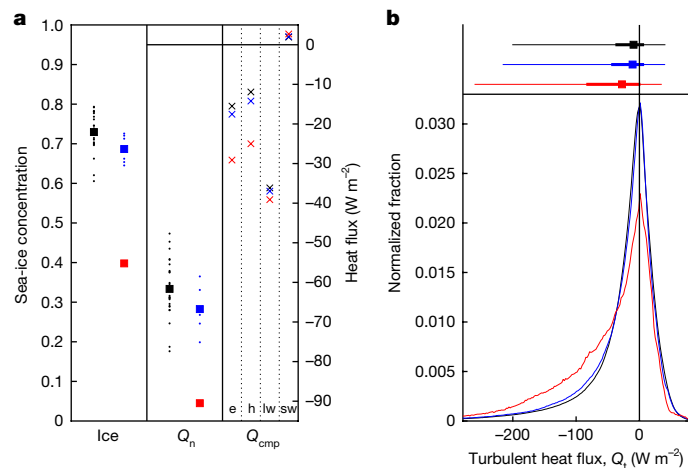 a
b
1.0
0.9
0.8
0.7
0.6
0.5
0.4
0.3
0.2
0.1
0
Sea-ice concentration
Ice
Qn
Qcmp
e
h
lw
sw
0
−10
−20
−30
−40
−50
−60
−70
−80
−90
Heat flux (W m−2)
0.030
0.025
0.020
0.015
0.010
0.005
0
Normalized fraction
−200
−100
0
Turbulent heat flux, Qt (W m−2)